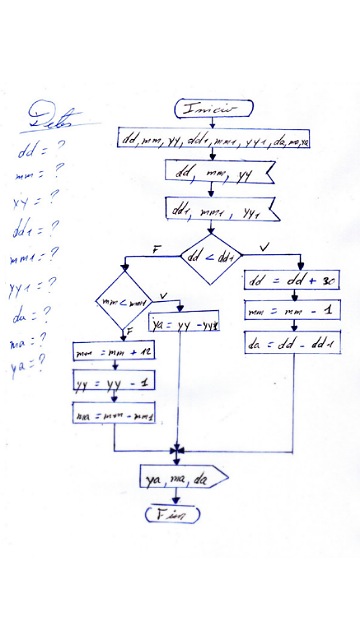 Inicio
Datos
dd, mm, yy, dd1, mm1, yy1, da, ma, ya
dd = ?
mm = ?
yy = ?
dd1 = ?
mm1 = ?
yy1 = ?
da = ?
ma = ?
ya = ?
dd, mm, yy
dd1, mm1, yy1
dd < dd1
F
V
dd = dd + 30
mm = mm - 1
da = dd - dd1
mm < mm1
V
F
ya = yy - yy1
mm = mm + 12
yy = yy - 1
ma = mm - mm1
ya, ma, da
Fin